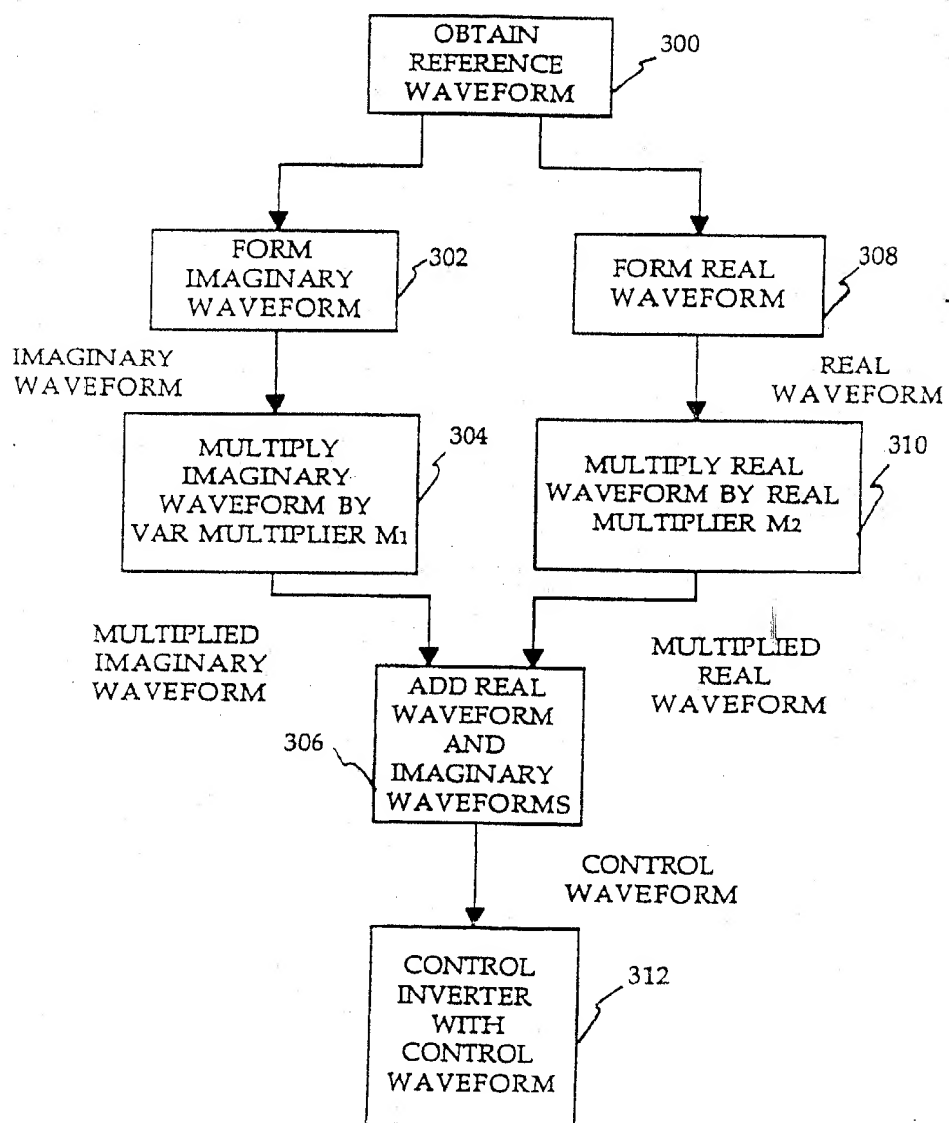 OBTAIN
REFERENCE
WAVEFORM
300
FORM
IMAGINARY
WAVEFORM
302
FORM REAL
WAVEFORM
308
IMAGINARY
WAVEFORM
REAL
WAVEFORM
MULTIPLY
IMAGINARY
WAVEFORM BY
VAR MULTIPLIER M1
304
MULTIPLY REAL
WAVEFORM BY REAL
MULTIPLIER M2
310
MULTIPLIED
IMAGINARY
WAVEFORM
MULTIPLIED
REAL
WAVEFORM
ADD REAL
WAVEFORM
AND
IMAGINARY
WAVEFORMS
306
CONTROL
WAVEFORM
CONTROL
INVERTER
WITH
CONTROL
WAVEFORM
312